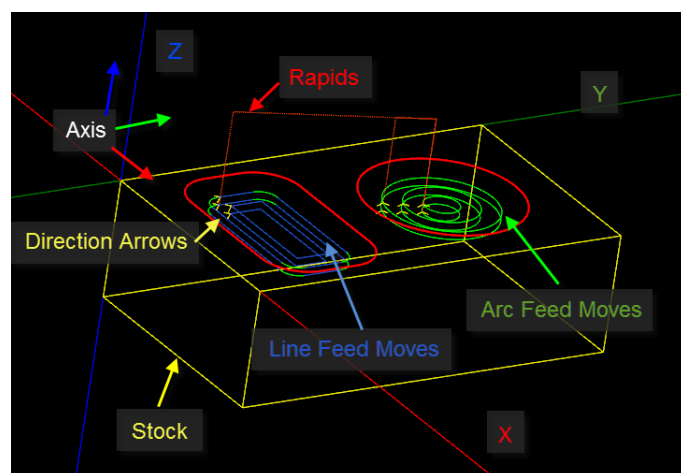 Z
Rapids
Y
Axis
Direction Arrows
Arc Feed Moves
Line Feed Moves
Stock
X